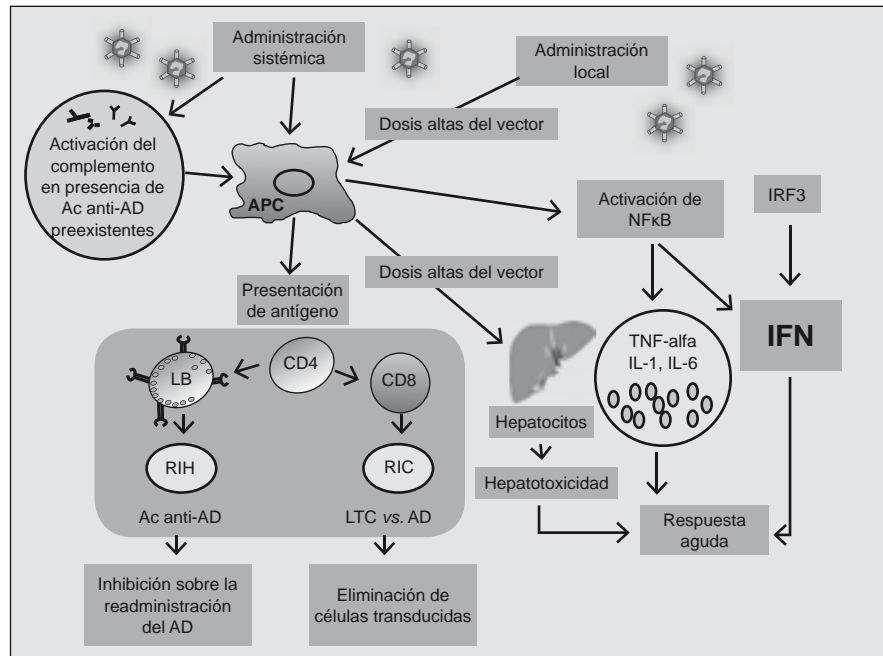 Administración
sistémica
Administración
local
Dosis altas del vector
Activación del
complemento
en presencia de
Ac anti-AD
preexistentes
APC
Activación de
NFκB
IRF3
Dosis altas del vector
Presentación
de antígeno
IFN
TNF-alfa
IL-1, IL-6
LB
CD4
CD8
Hepatocitos
RIH
RIC
Hepatotoxicidad
Ac anti-AD
LTC vs. AD
Respuesta
aguda
Inhibición sobre la
readministración
del AD
Eliminación de
células transducidas